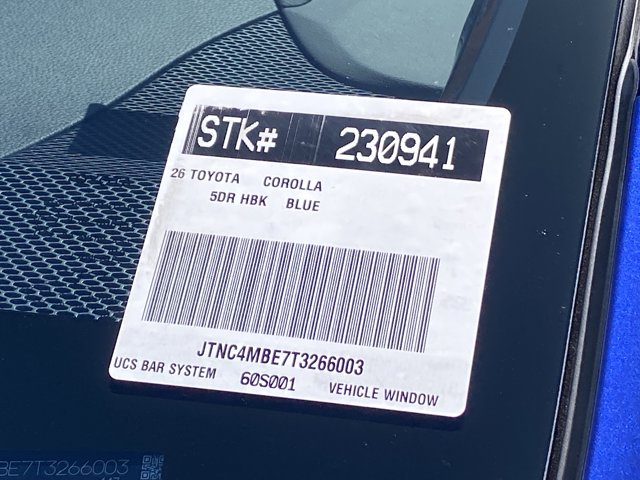 STK# 230941
26 TOYOTA COROLLA
5DR HBK BLUE
JTNC4MBE7T3266003
UCS BAR SYSTEM 60S001 VEHICLE WINDOW
BE7T3266003